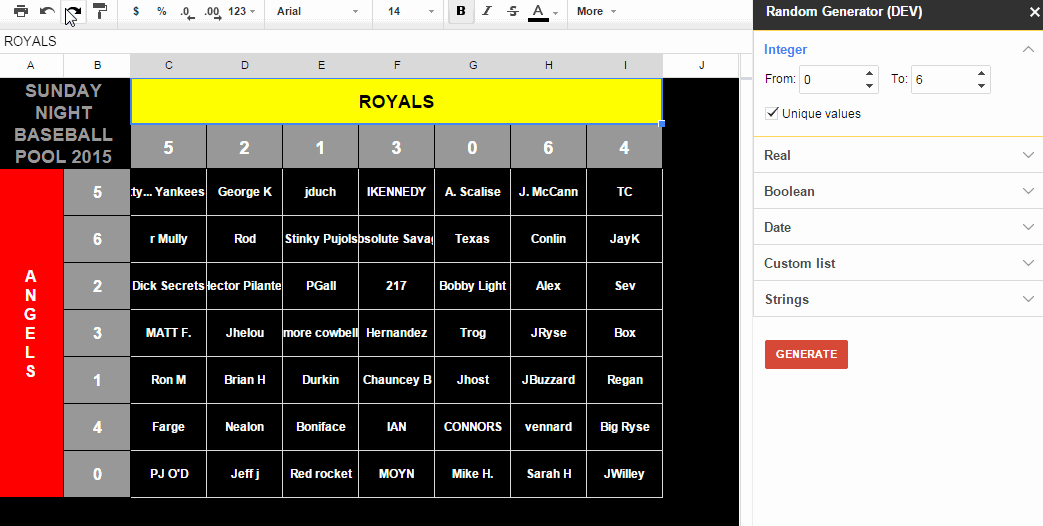 $ % .0 .00 123 Arial 14 B I S A More
Random Generator (DEV)
ROYALS
A B C D E F G H I J
SUNDAY
NIGHT
BASEBALL
POOL 2015
ROYALS
5 2 1 3 0 6 4
ANGELS
5 ty... Yankees George K jduch IKENNEDY A. Scalise J. McCann TC
6 r Mully Rod Stinky Pujols bsolute Savag Texas Conlin JayK
2 Dick Secrets lector Pilante PGall 217 Bobby Light Alex Sev
3 MATT F. Jhelou more cowbell Hernandez Trog JRyse Box
1 Ron M Brian H Durkin Chauncey B Jhost JBuzzard Regan
4 Farge Nealon Boniface IAN CONNORS vennard Big Ryse
0 PJ O'D Jeff j Red rocket MOYN Mike H. Sarah H JWilley
Integer
From: 0 To: 6
Unique values
Real
Boolean
Date
Custom list
Strings
GENERATE